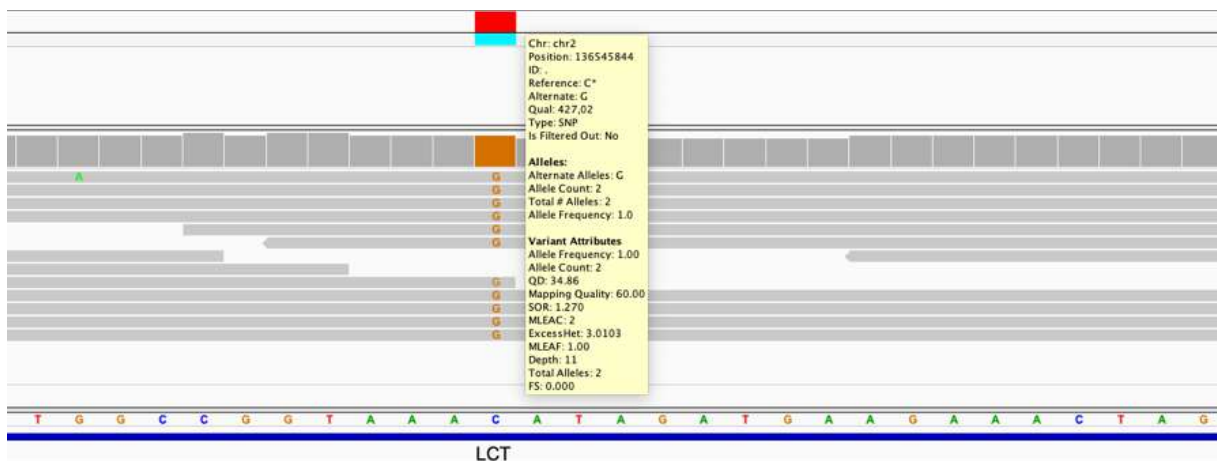 Chr: chr2
Position: 136545844
ID: .
Reference: C*
Alternate: G
Qual: 427,02
Type: SNP
Is Filtered Out: No
Alleles:
Alternate Alleles: G
Allele Count: 2
Total # Alleles: 2
Allele Frequency: 1.0
Variant Attributes
Allele Frequency: 1.00
Allele Count: 2
QD: 34.86
Mapping Quality: 60.00
SOR: 1.270
MLEAC: 2
ExcessHet: 3.0103
MLEAF: 1.00
Depth: 11
Total Alleles: 2
FS: 0.000
A G
G
G
G
G
G
G
G
G
G
G
T G G C C G G T A A A C A T A G A T G A A G A A A C T A G
LCT